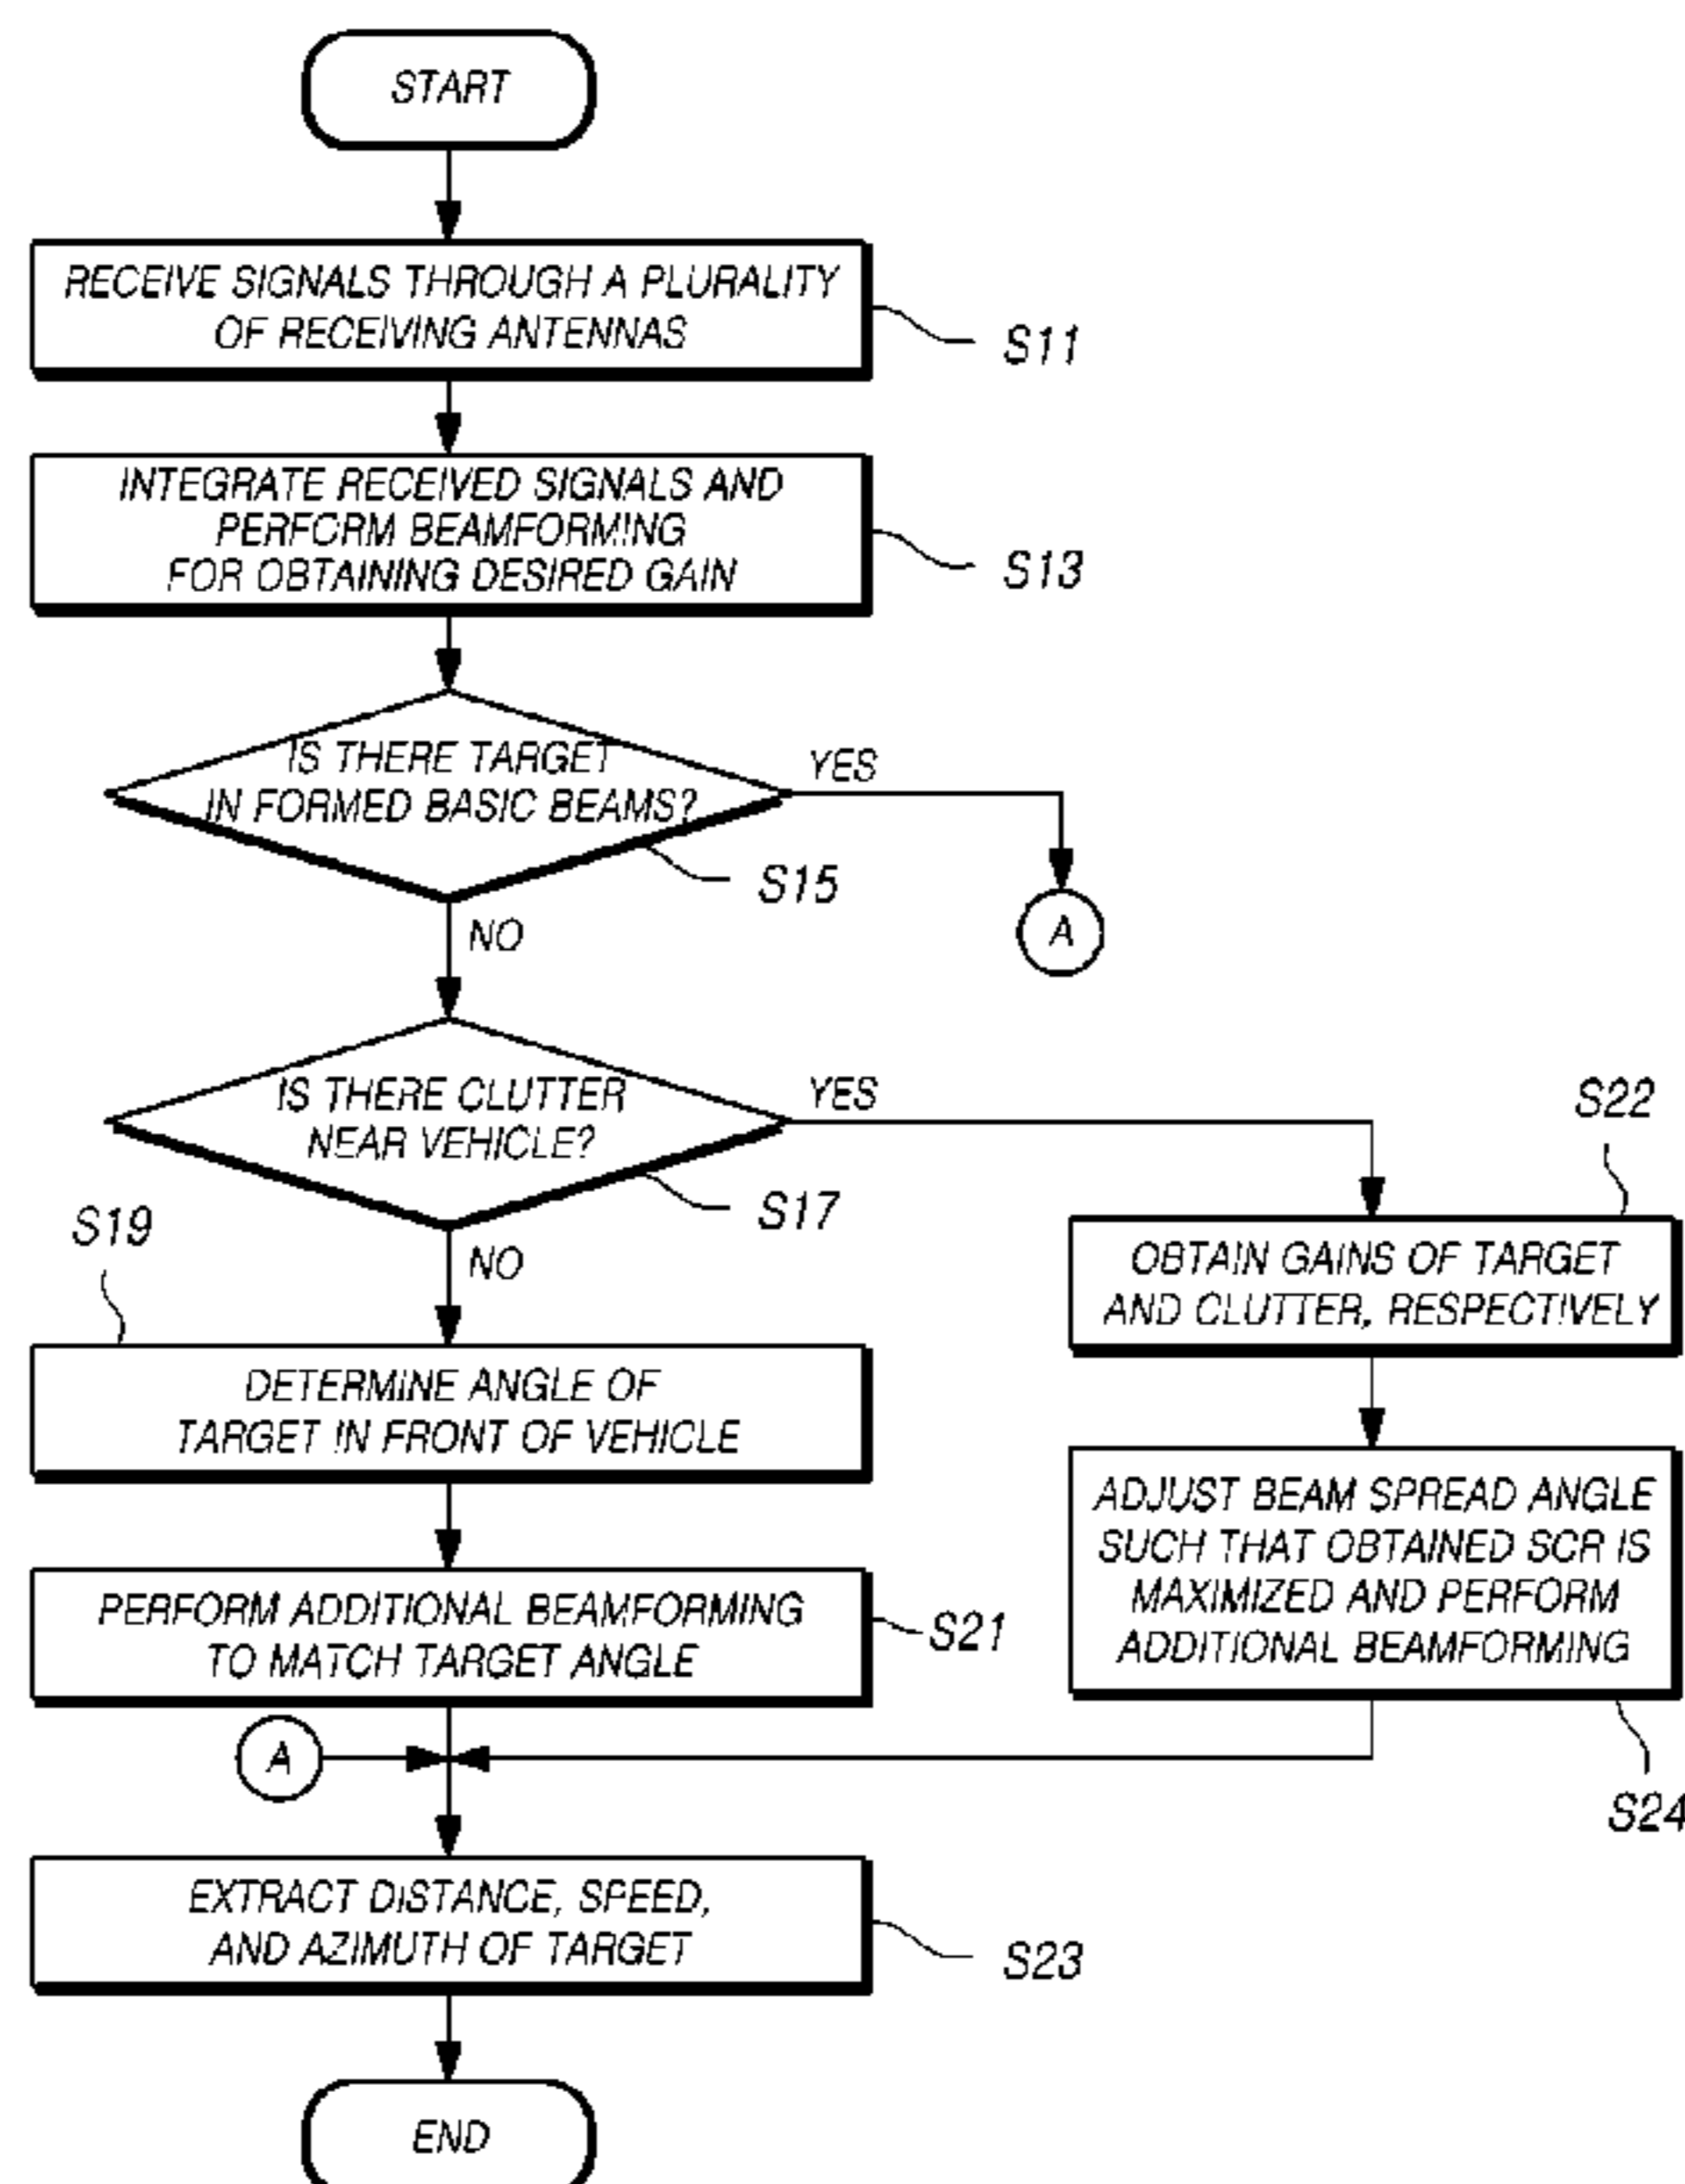 START
RECEIVE SIGNALS THROUGH A PLURALITY
OF RECEIVING ANTENNAS
S11
INTEGRATE RECEIVED SIGNALS AND
PERFORM BEAMFORMING
FOR OBTAINING DESIRED GAIN
S13
IS THERE TARGET
IN FORMED BASIC BEAMS?
YES
S15
A
NO
IS THERE CLUTTER
NEAR VEHICLE?
YES
S17
NO
S22
OBTAIN GAINS OF TARGET
AND CLUTTER, RESPECTIVELY
S19
DETERMINE ANGLE OF
TARGET IN FRONT OF VEHICLE
ADJUST BEAM SPREAD ANGLE
SUCH THAT OBTAINED SCR IS
MAXIMIZED AND PERFORM
ADDITIONAL BEAMFORMING
S24
PERFORM ADDITIONAL BEAMFORMING
TO MATCH TARGET ANGLE
S21
A
EXTRACT DISTANCE, SPEED,
AND AZIMUTH OF TARGET
S23
END